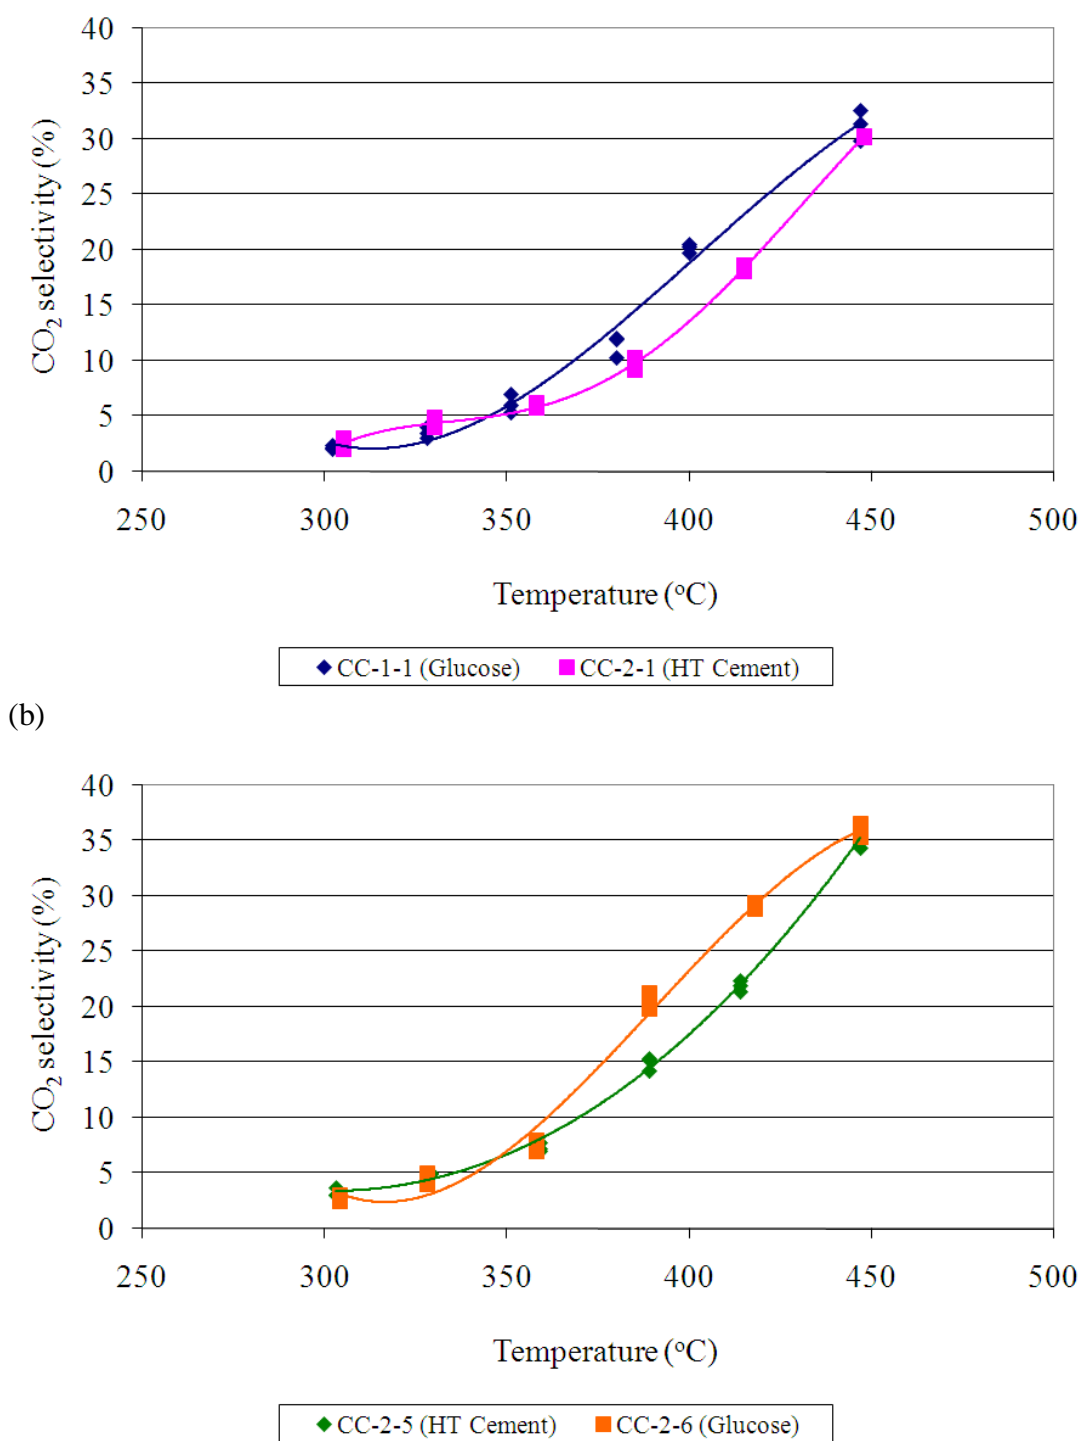 40
35
30
25
20
15
10
5
0
CO₂ selectivity (%)
250 300 350 400 450 500
Temperature (°C)
CC-1-1 (Glucose) CC-2-1 (HT Cement)
(b)
40
35
30
25
20
15
10
5
0
CO₂ selectivity (%)
250 300 350 400 450 500
Temperature (°C)
CC-2-5 (HT Cement) CC-2-6 (Glucose)